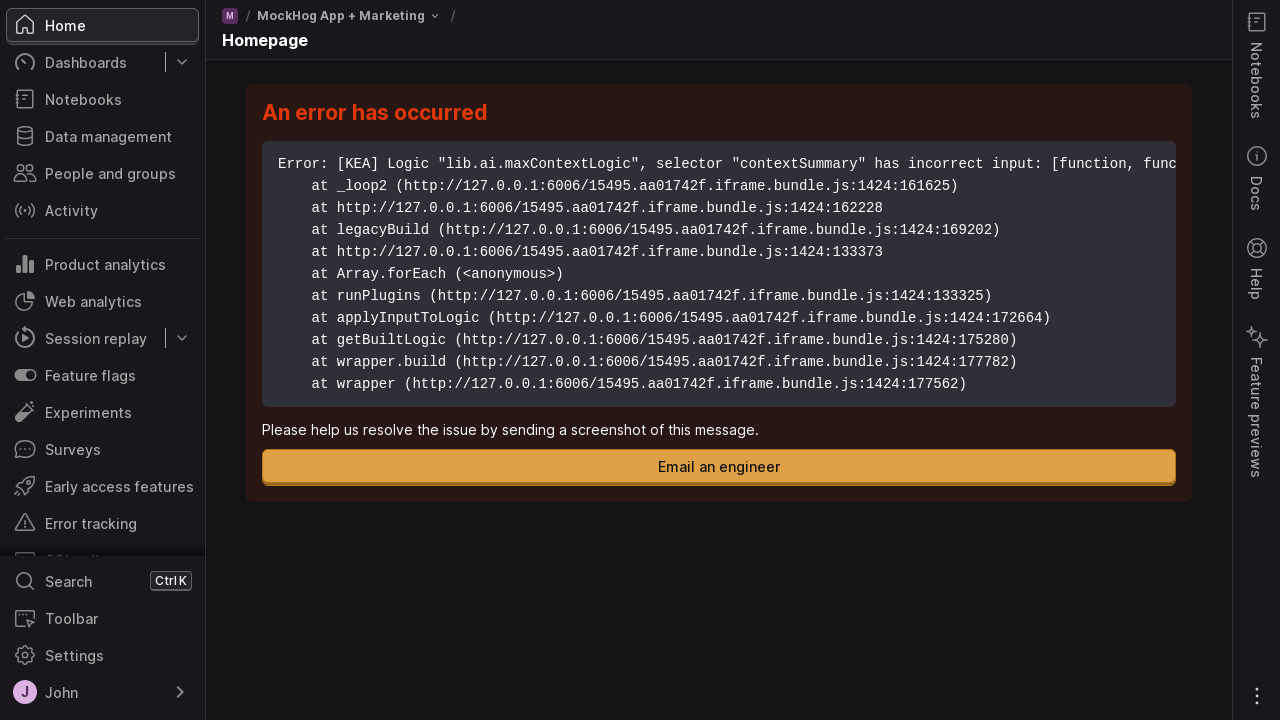 Home
Dashboards
Notebooks
Data management
People and groups
Activity
Product analytics
Web analytics
Session replay
Feature flags
Experiments
Surveys
Early access features
Error tracking
Search Ctrl K
Toolbar
Settings
J John
M / MockHog App + Marketing /
Homepage
An error has occurred
Error: [KEA] Logic "lib.ai.maxContextLogic", selector "contextSummary" has incorrect input: [function, func
at _loop2 (http://127.0.0.1:6006/15495.aa01742f.iframe.bundle.js:1424:161625)
at http://127.0.0.1:6006/15495.aa01742f.iframe.bundle.js:1424:162228
at legacyBuild (http://127.0.0.1:6006/15495.aa01742f.iframe.bundle.js:1424:169202)
at http://127.0.0.1:6006/15495.aa01742f.iframe.bundle.js:1424:133373
at Array.forEach (<anonymous>)
at runPlugins (http://127.0.0.1:6006/15495.aa01742f.iframe.bundle.js:1424:133325)
at applyInputToLogic (http://127.0.0.1:6006/15495.aa01742f.iframe.bundle.js:1424:172664)
at getBuiltLogic (http://127.0.0.1:6006/15495.aa01742f.iframe.bundle.js:1424:175280)
at wrapper.build (http://127.0.0.1:6006/15495.aa01742f.iframe.bundle.js:1424:177782)
at wrapper (http://127.0.0.1:6006/15495.aa01742f.iframe.bundle.js:1424:177562)
Please help us resolve the issue by sending a screenshot of this message.
Email an engineer
Notebooks
Docs
Help
Feature previews